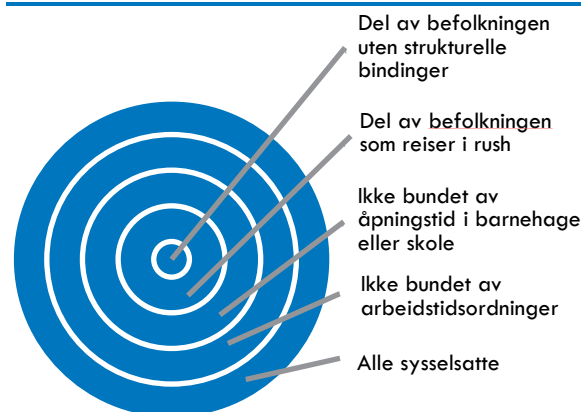 Del av befolkningen
uten strukturelle
bindinger
Del av befolkningen
som reiser i rush
Ikke bundet av
åpningstid i barnehage
eller skole
Ikke bundet av
arbeidstidsordninger
Alle sysselsatte